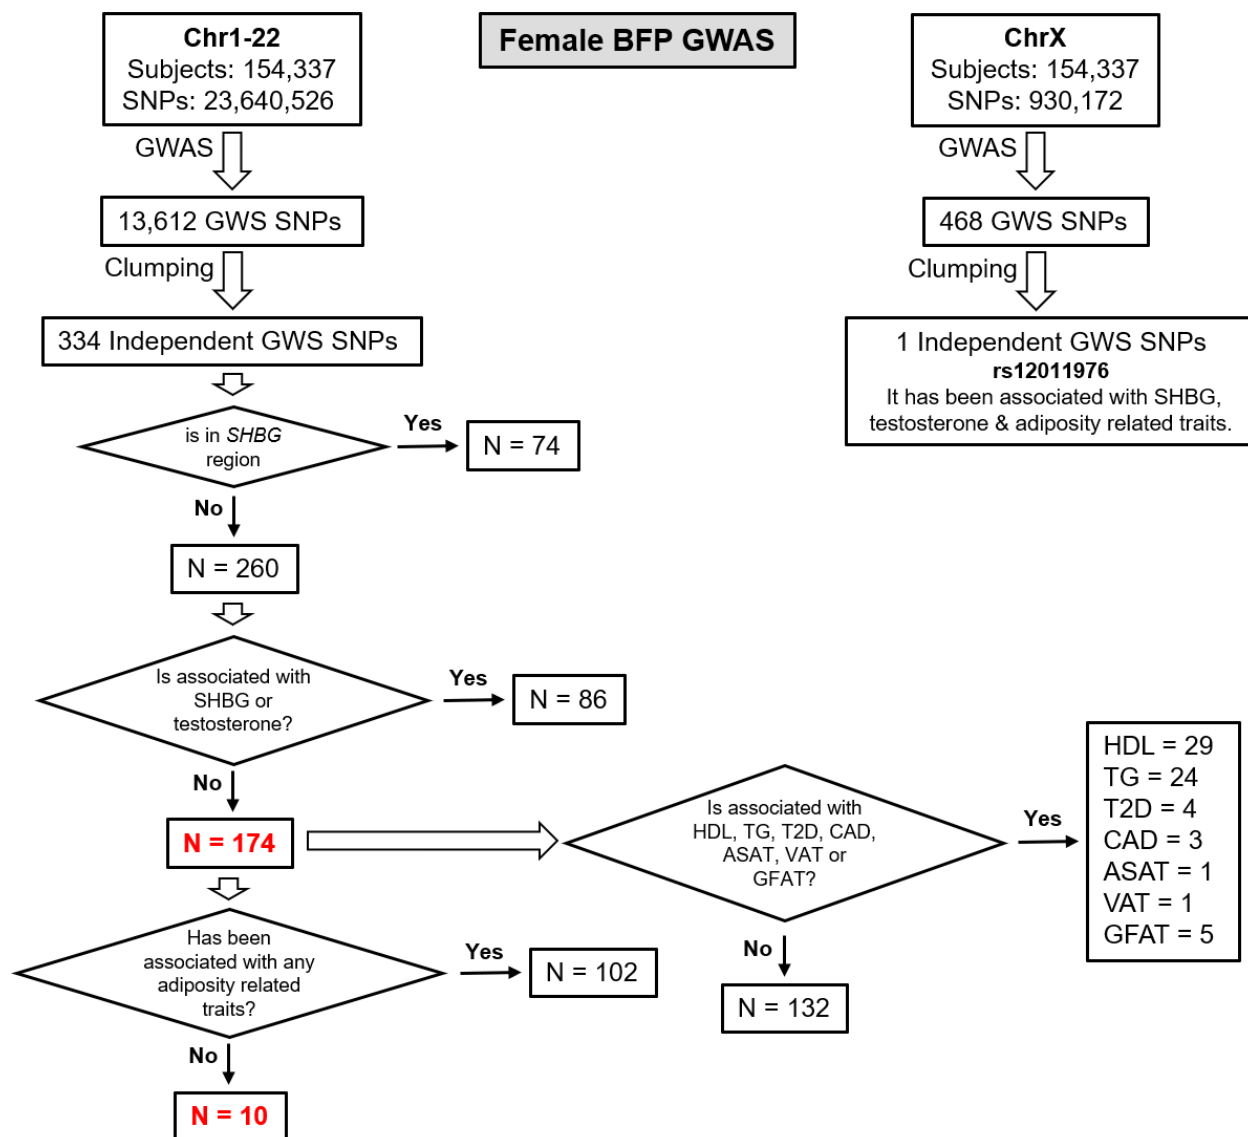 Female BFP GWAS
Chr1-22
Subjects: 154,337
SNPs: 23,640,526
GWAS
13,612 GWS SNPs
Clumping
334 Independent GWS SNPs
is in SHBG
region
Yes
N = 74
No
N = 260
Is associated with
SHBG or
testosterone?
Yes
N = 86
No
N = 174
Has been
associated with any
adiposity related
traits?
Yes
N = 102
No
N = 10
Is associated with
HDL, TG, T2D, CAD,
ASAT, VAT or
GFAT?
Yes
HDL = 29
TG = 24
T2D = 4
CAD = 3
ASAT = 1
VAT = 1
GFAT = 5
No
N = 132
ChrX
Subjects: 154,337
SNPs: 930,172
GWAS
468 GWS SNPs
Clumping
1 Independent GWS SNPs
rs12011976
It has been associated with SHBG,
testosterone & adiposity related traits.